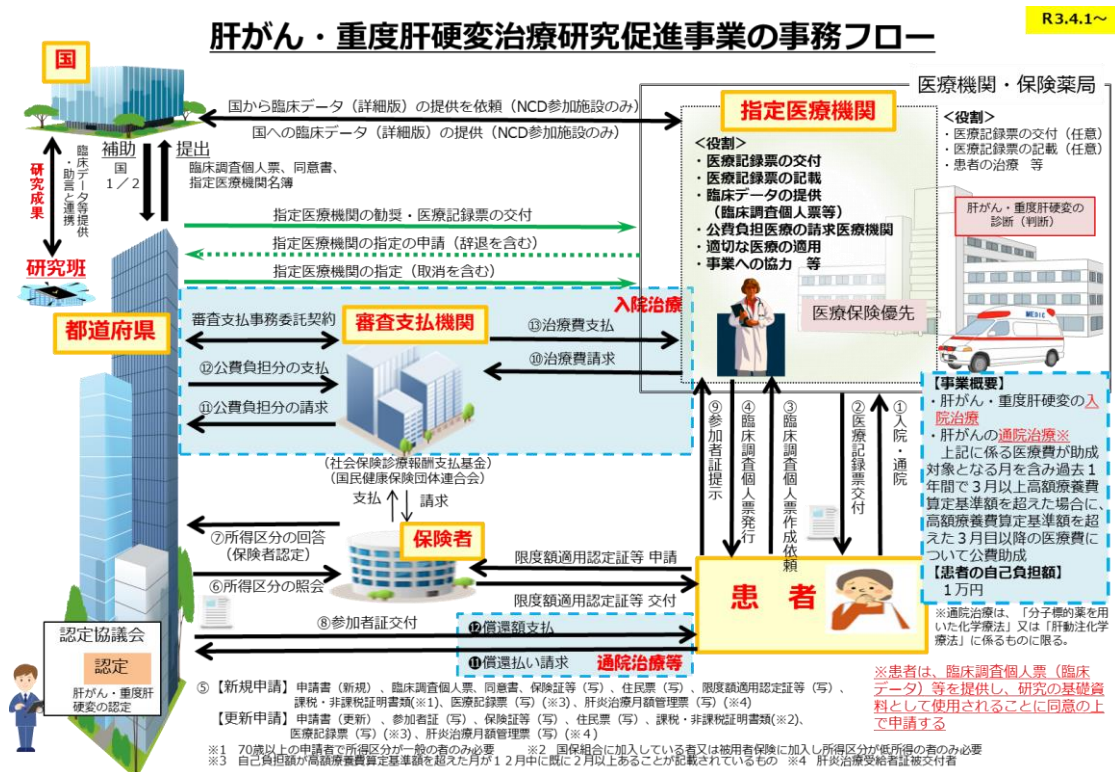 R3.4.1～
肝がん・重度肝硬変治療研究促進事業の事務フロー
国
医療機関・保険薬局
国から臨床データ（詳細版）の提供を依頼（NCD参加施設のみ）
国への臨床データ（詳細版）の提供（NCD参加施設のみ）
指定医療機関
<役割>
・医療記録票の交付
・医療記録票の記載
・臨床データの提供
（臨床調査個人票等）
・公費負担医療の請求医療機関
・適切な医療の適用
・事業への協力　等
<役割>
・医療記録票の交付（任意）
・医療記録票の記載（任意）
・患者の治療　等
肝がん・重度肝硬変の
診断（判断）
医療保険優先
MEDIC
研究成果
臨床データ等提供
・助言と連携
補助
国
1／2
提出
臨床調査個人票、同意書、
指定医療機関名簿
研究班
指定医療機関の勧奨・医療記録票の交付
指定医療機関の指定の申請（辞退を含む）
指定医療機関の指定（取消を含む）
都道府県
入院治療
審査支払事務委託契約
審査支払機関
⑬治療費支払
⑩治療費請求
⑫公費負担分の支払
⑪公費負担分の請求
（社会保険診療報酬支払基金）
（国民健康保険団体連合会）
支払
請求
⑨参加者証提示
④臨床調査個人票発行
③臨床調査個人票作成依頼
②医療記録票交付
①入院・通院
【事業概要】
・肝がん・重度肝硬変の入
院治療
・肝がんの通院治療※
上記に係る医療費が助成
対象となる月を含み過去１
年間で３月以上高額療養費
算定基準額を超えた場合に、
高額療養費算定基準額を超
えた３月目以降の医療費に
ついて公費助成
【患者の自己負担額】
１万円
※通院治療は、「分子標的薬を用
いた化学療法」又は「肝動注化学
療法」に係るものに限る。
⑦所得区分の回答
（保険者認定）
⑥所得区分の照会
保険者
限度額適用認定証等 申請
限度額適用認定証等 交付
患　者
⑧参加者証交付
⓬償還額支払
⓫償還払い請求
通院治療等
認定協議会
認定
肝がん・重度肝
硬変の認定
※患者は、臨床調査個人票（臨床
データ）等を提供し、研究の基礎資
料として使用されることに同意の上
で申請する
⑤【新規申請】申請書（新規）、臨床調査個人票、同意書、保険証等（写）、住民票（写）、限度額適用認定証等（写）、
課税・非課税証明書類(※1)、医療記録票（写）(※3)、肝炎治療月額管理票（写）(※4)
【更新申請】申請書（更新）、参加者証（写）、保険証等（写）、住民票（写）、課税・非課税証明書類(※2)、
医療記録票（写）(※3)、肝炎治療月額管理票（写）(※４)
※1　70歳以上の申請者で所得区分が一般の者のみ必要　　※2　国保組合に加入している者又は被用者保険に加入し所得区分が低所得の者のみ必要
※3　自己負担額が高額療養費算定基準額を超えた月が１２月中に既に２月以上あることが記載されているもの　※4　肝炎治療受給者証被交付者